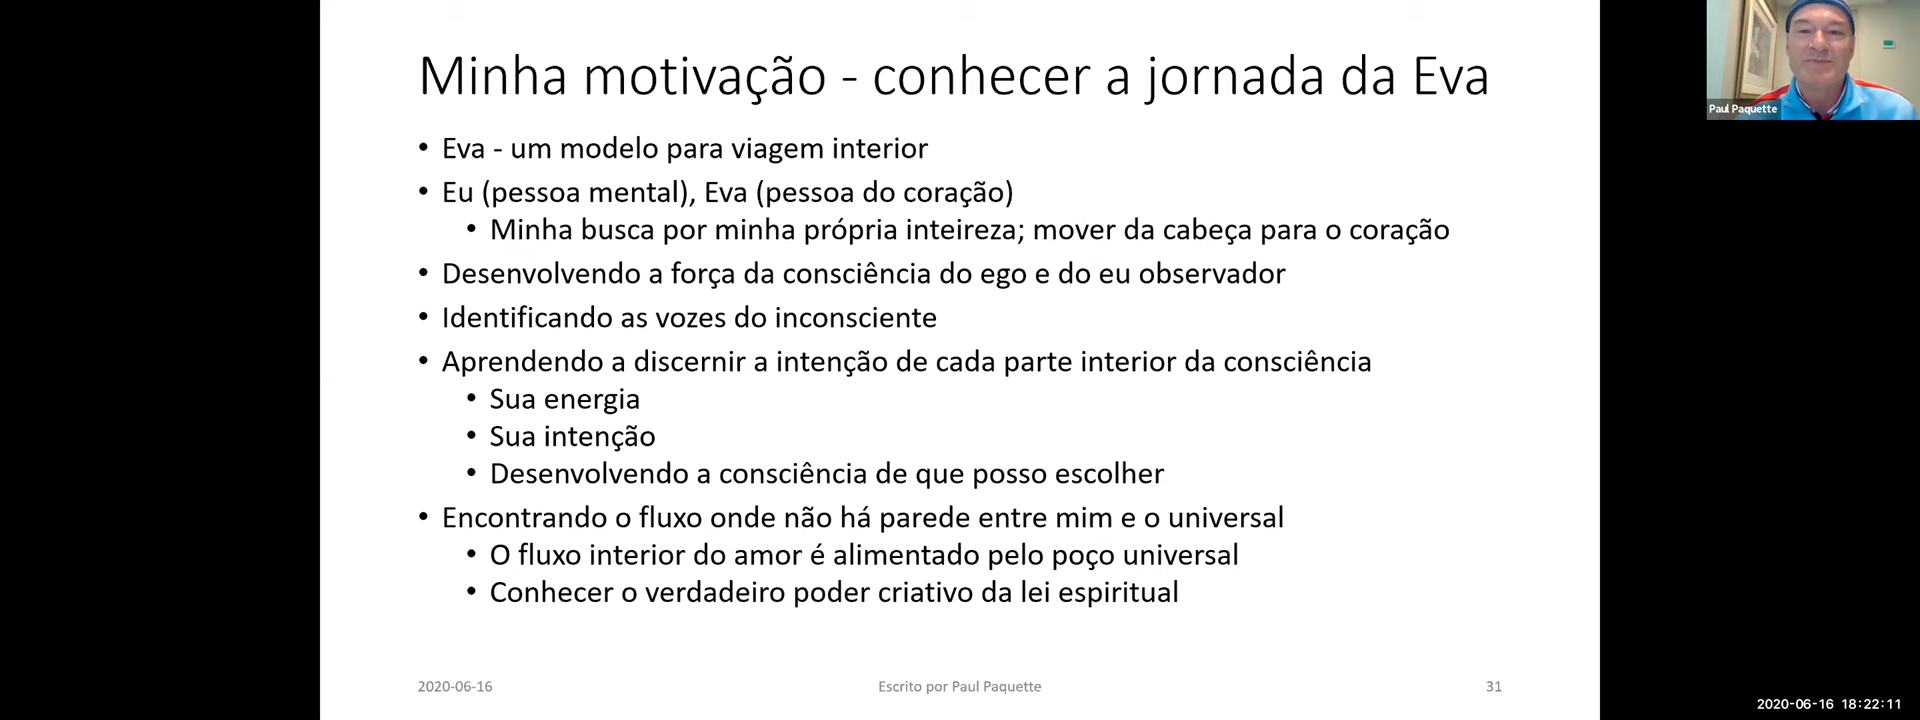 Minha motivação - conhecer a jornada da Eva
Paul Paquette
• Eva - um modelo para viagem interior
• Eu (pessoa mental), Eva (pessoa do coração)
• Minha busca por minha própria inteireza; mover da cabeça para o coração
• Desenvolvendo a força da consciência do ego e do eu observador
• Identificando as vozes do inconsciente
• Aprendendo a discernir a intenção de cada parte interior da consciência
• Sua energia
• Sua intenção
• Desenvolvendo a consciência de que posso escolher
• Encontrando o fluxo onde não há parede entre mim e o universal
• O fluxo interior do amor é alimentado pelo poço universal
• Conhecer o verdadeiro poder criativo da lei espiritual
2020-06-16
Escrito por Paul Paquette
31
2020-06-16 18:22:11